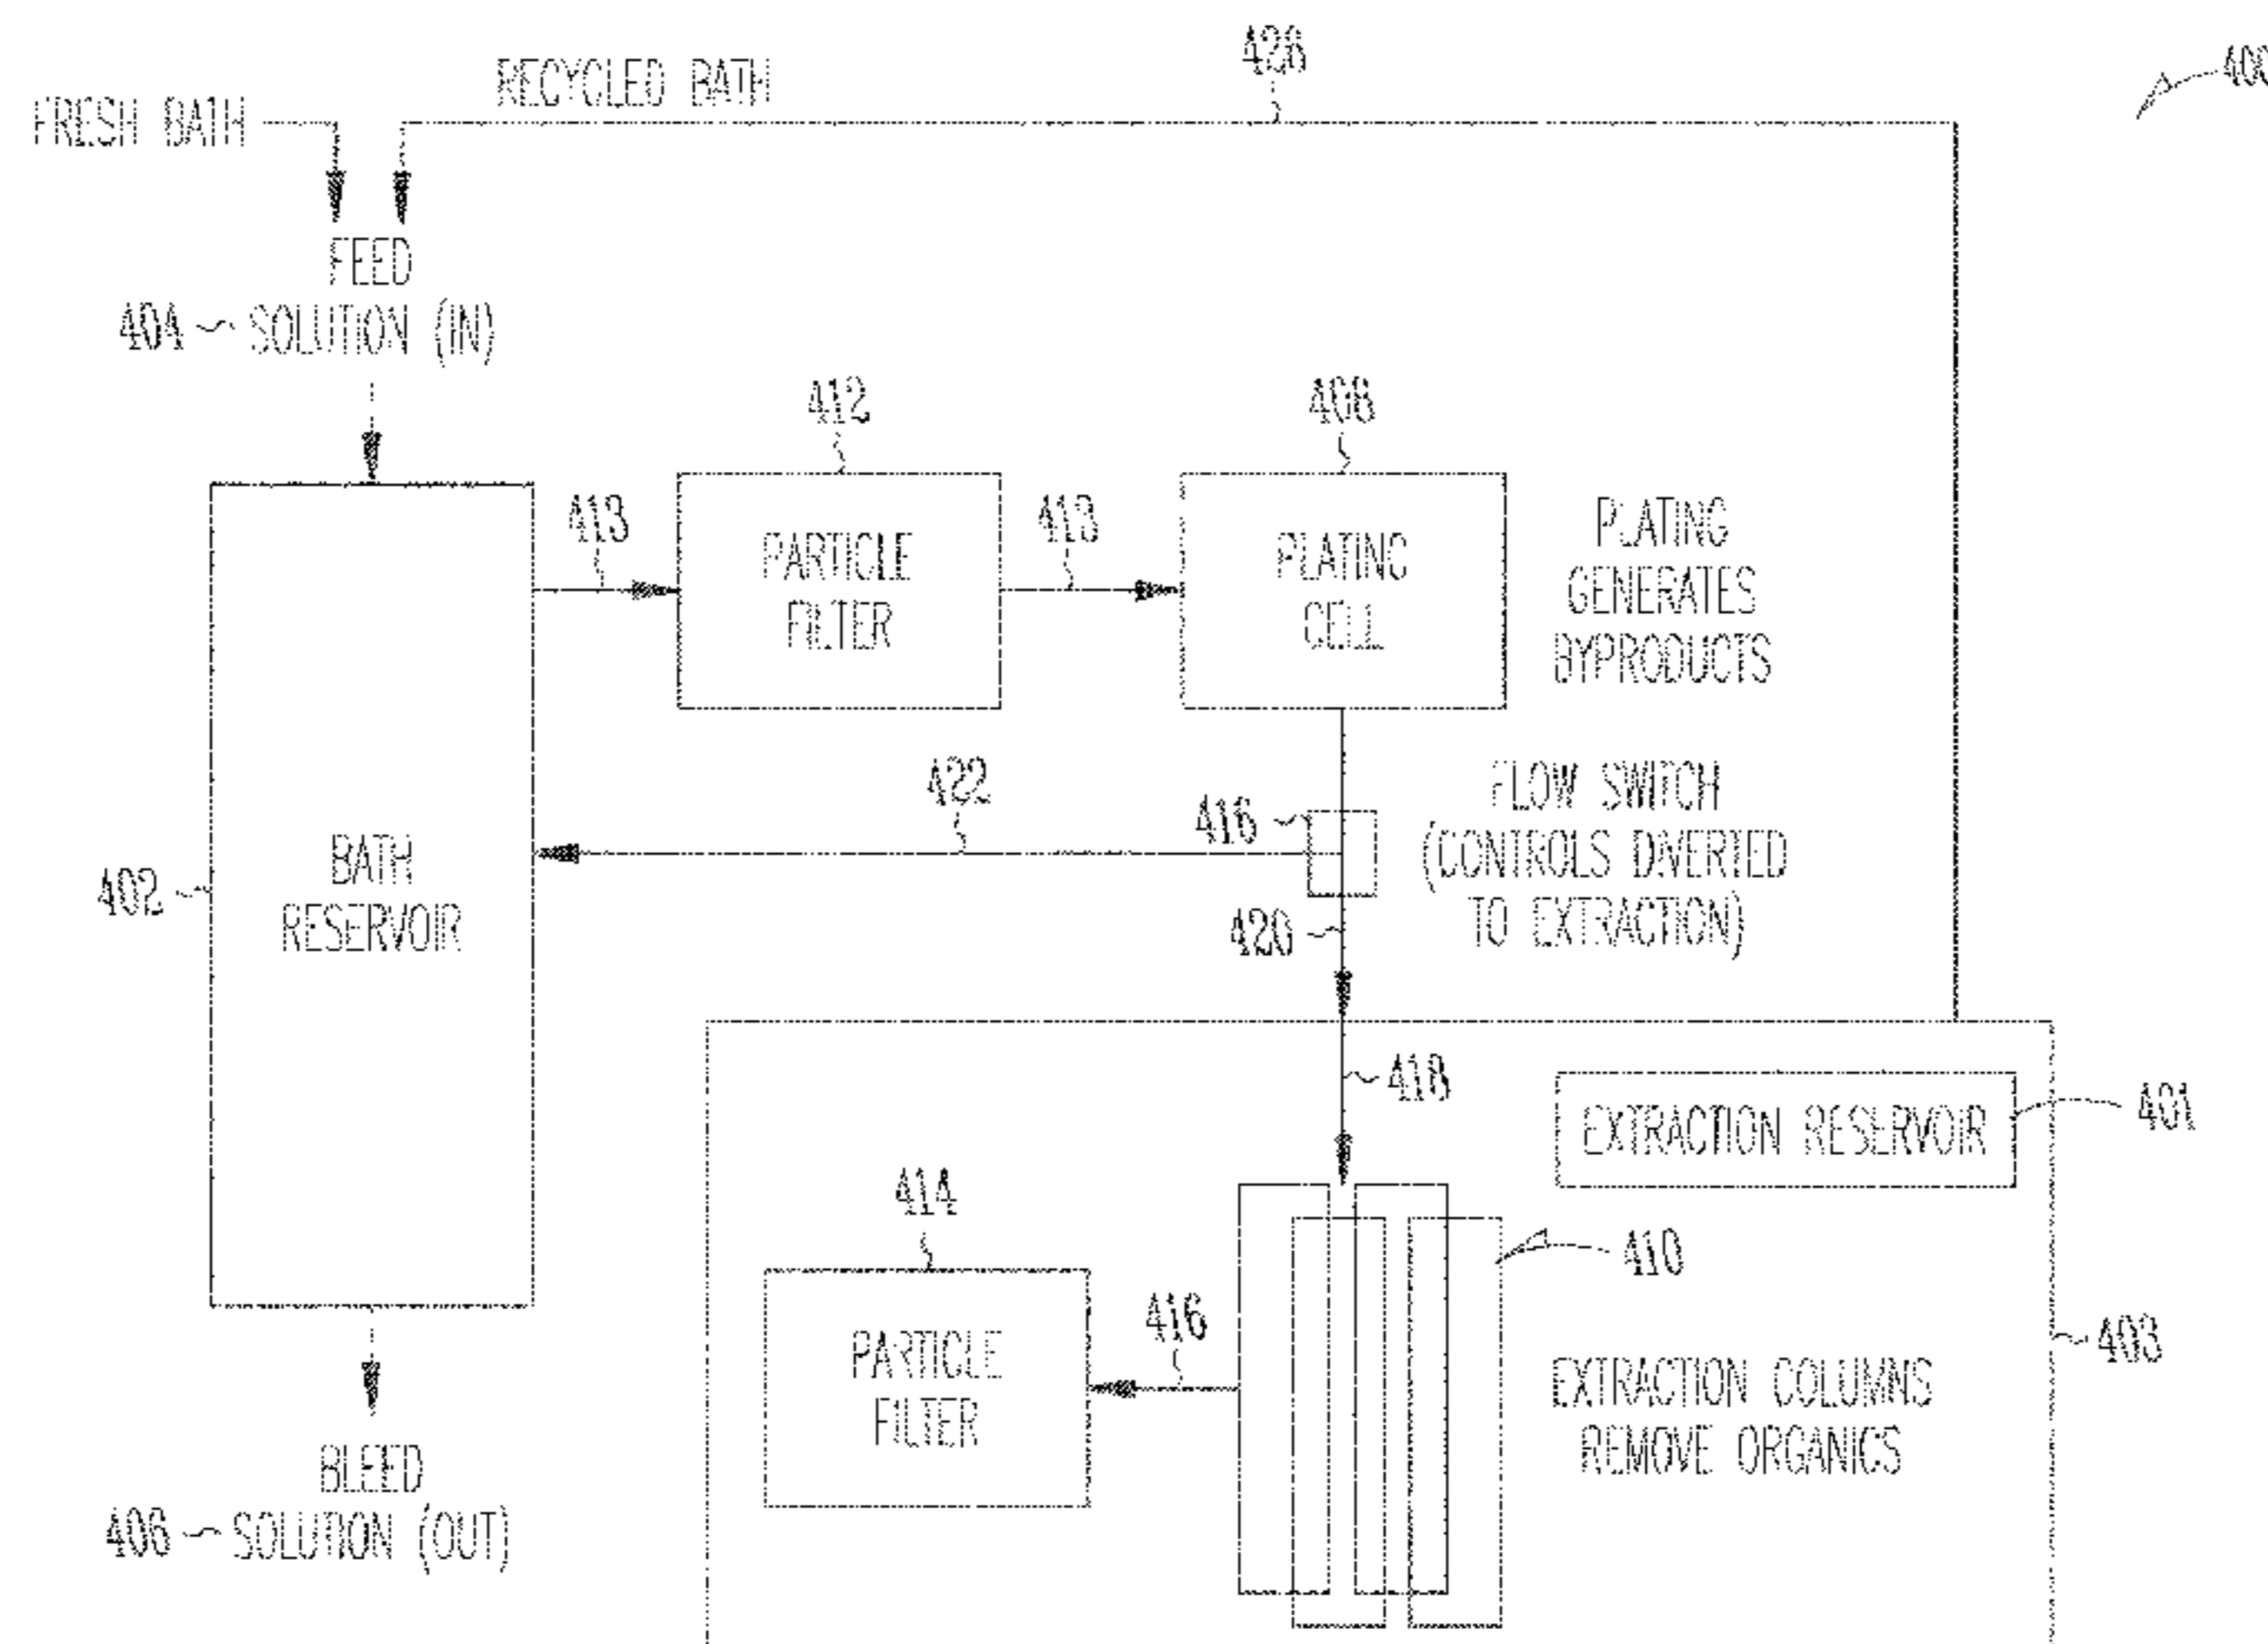 426
400
RECYCLED BATH
FRESH BATH
FEED
404 SOLUTION (IN)
412
408
413
413
PARTICLE
FILTER
PLATING
CELL
PLATING
GENERATES
BYPRODUCTS
422
416
FLOW SWITCH
(CONTROLS DIVERTED
TO EXTRACTION)
402
BATH
RESERVOIR
420
418
EXTRACTION RESERVOIR
401
414
410
416
PARTICLE
FILTER
403
EXTRACTION COLUMNS
REMOVE ORGANICS
BLEED
406 SOLUTION (OUT)